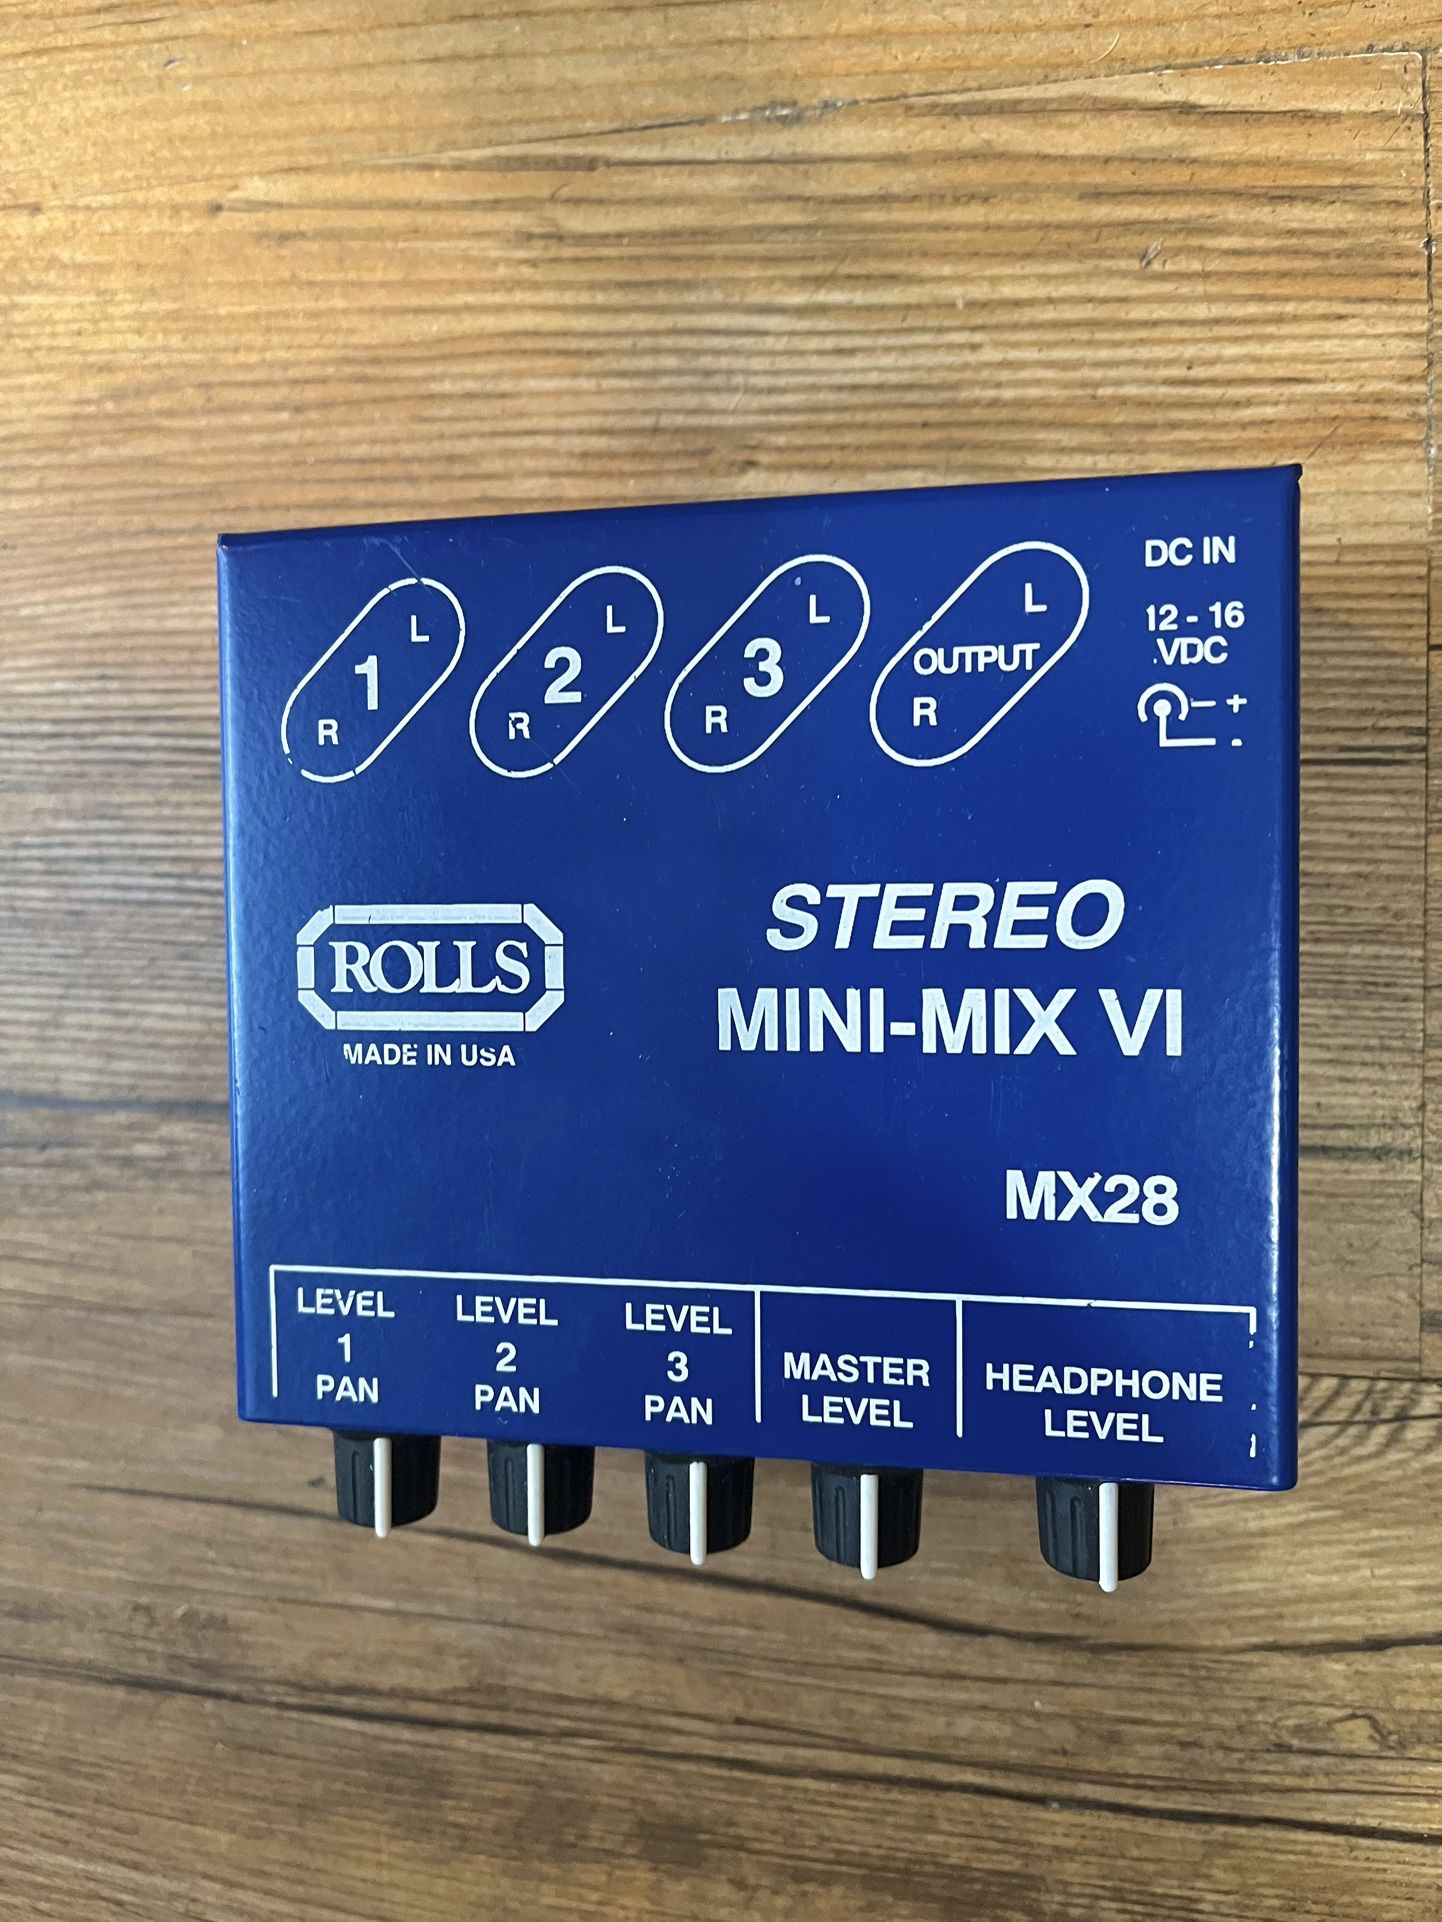 L
1
R
L
2
R
L
3
R
L
OUTPUT
R
DC IN
12 - 16
VDC
- +
-
ROLLS
MADE IN USA
STEREO
MINI-MIX VI
MX28
LEVEL
1
PAN
LEVEL
2
PAN
LEVEL
3
PAN
MASTER
LEVEL
HEADPHONE
LEVEL